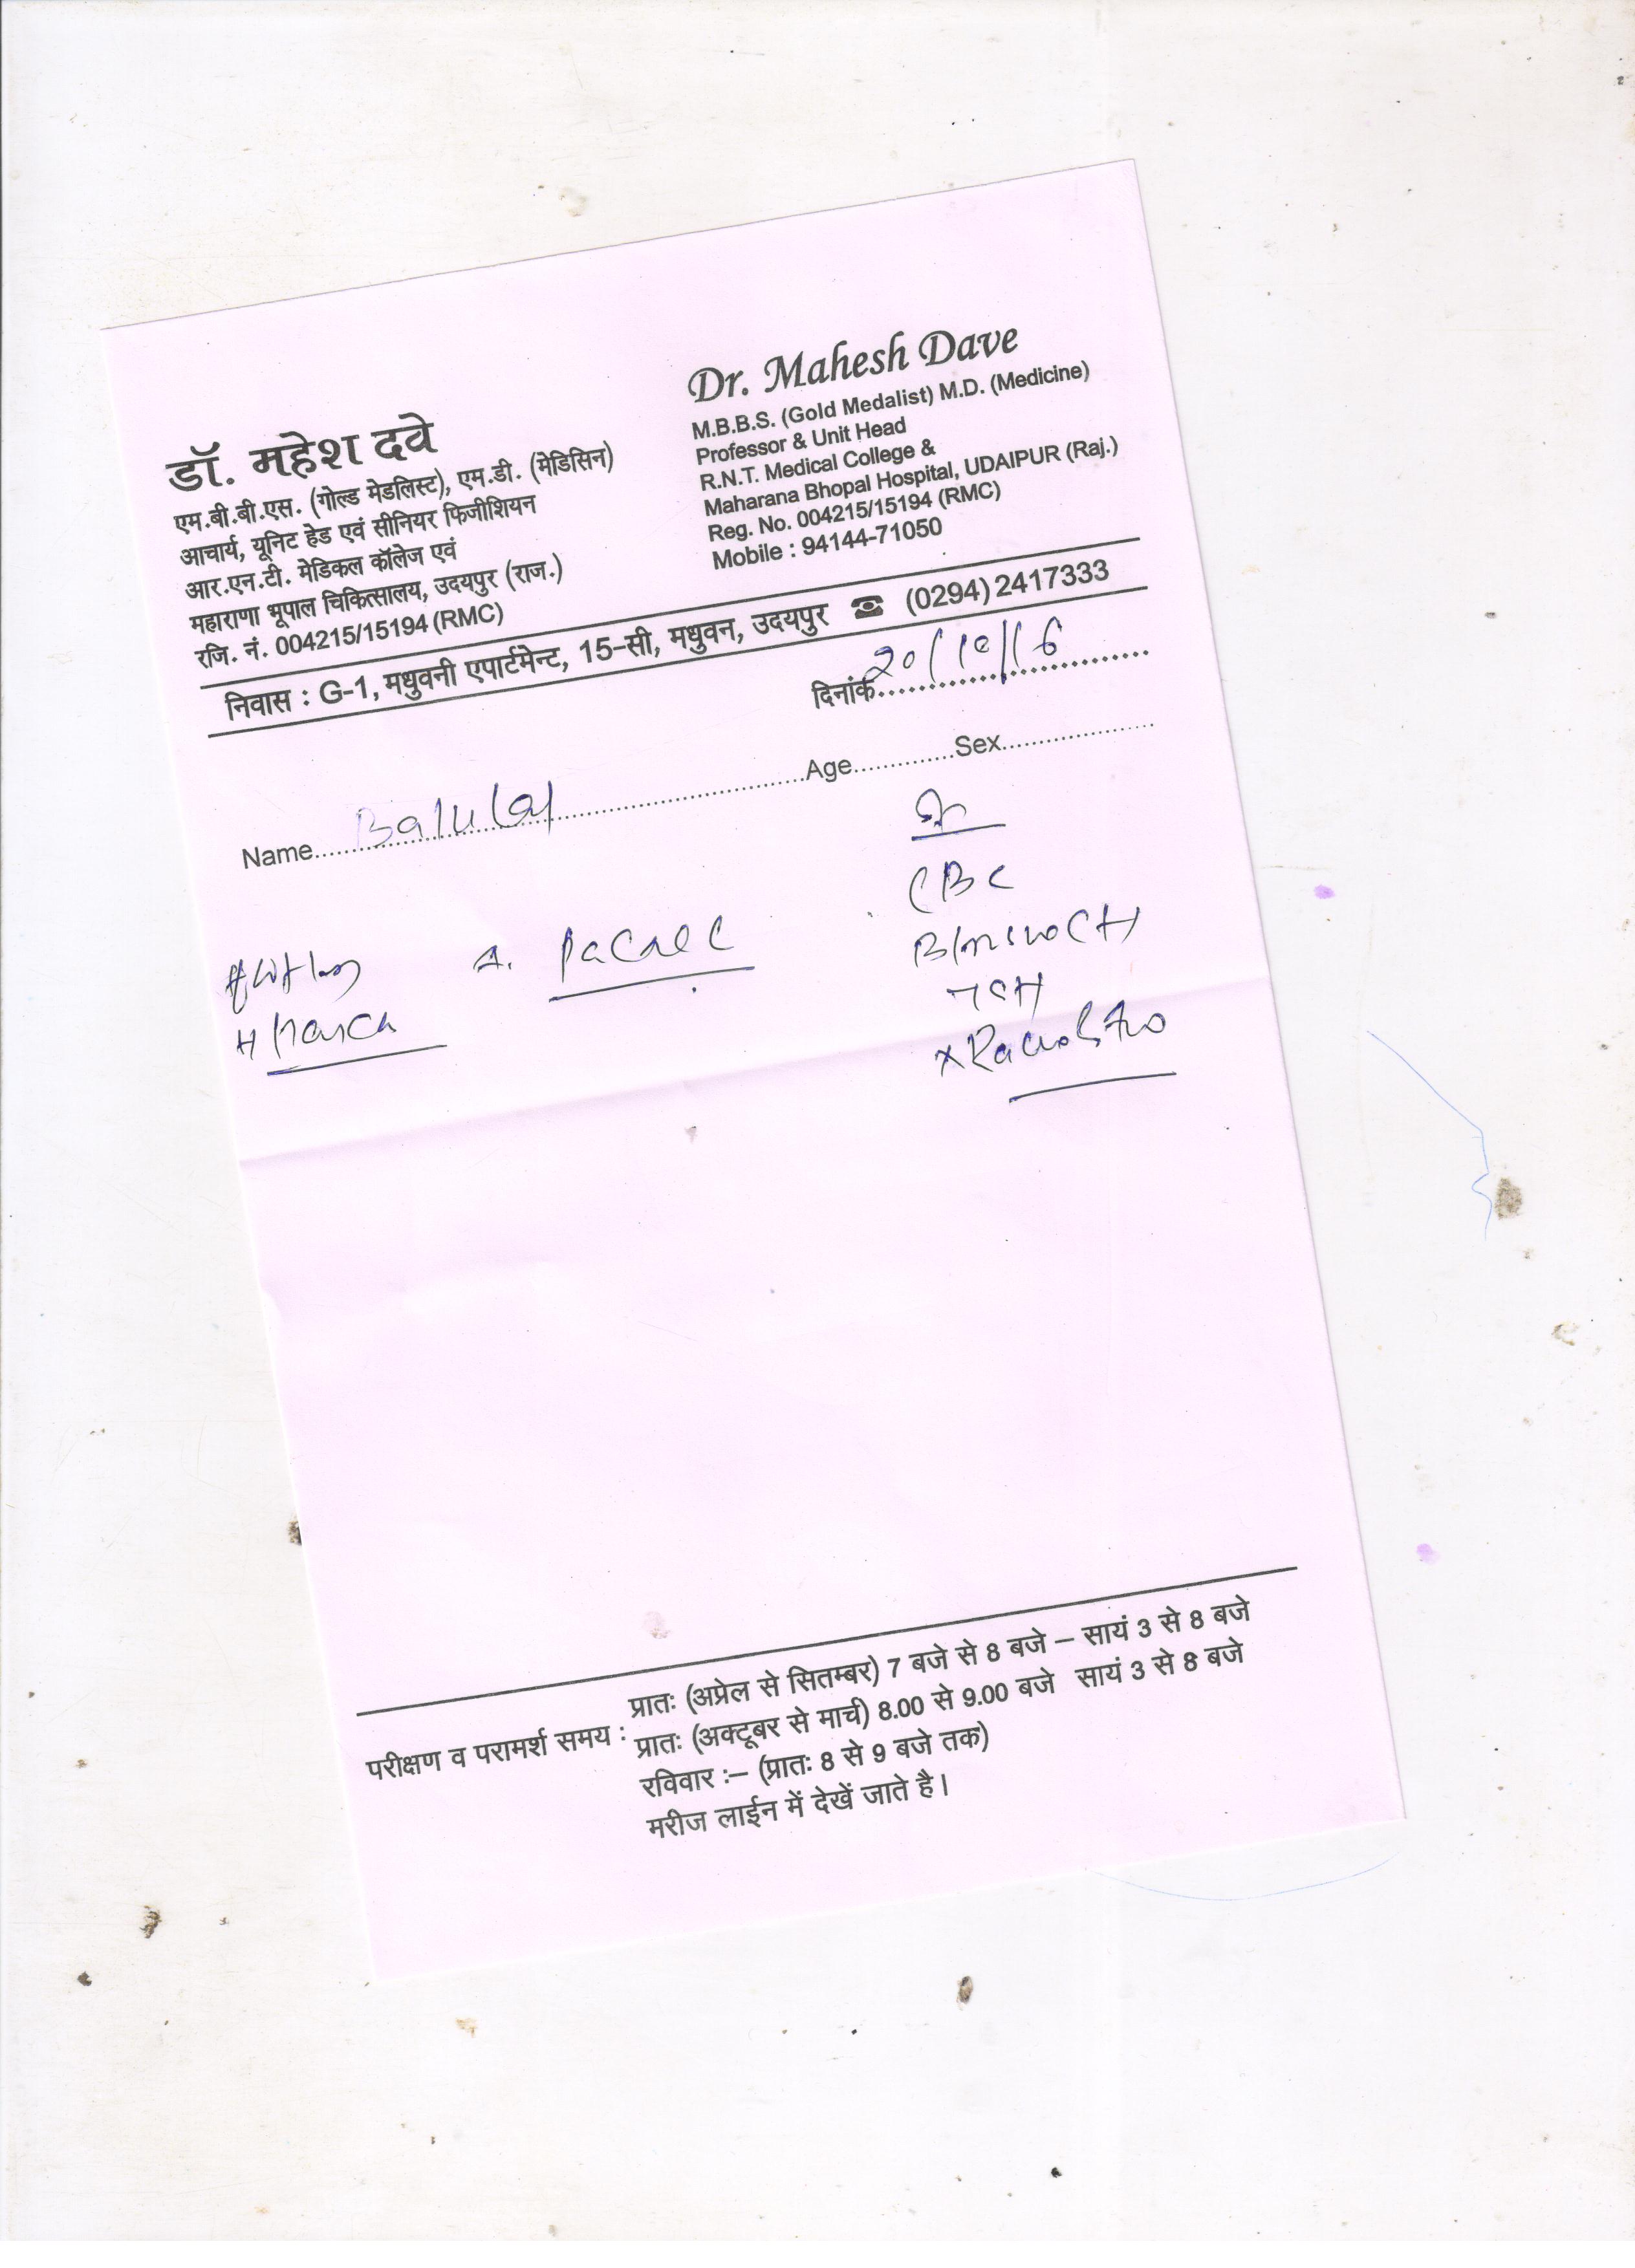 डॉ. महेश दवे
एम.बी.बी.एस. (गोल्ड मेडलिस्ट), एम.डी. (मेडिसिन)
आचार्य, यूनिट हेड एवं सीनियर फिजीशियन
आर.एन.टी. मेडिकल कॉलेज एवं
महाराणा भूपाल चिकित्सालय, उदयपुर (राज.)
रजि. नं. 004215/15194 (RMC)
Dr. Mahesh Dave
M.B.B.S. (Gold Medalist) M.D. (Medicine)
Professor & Unit Head
R.N.T. Medical College &
Maharana Bhopal Hospital, UDAIPUR (Raj.)
Reg. No. 004215/15194 (RMC)
Mobile : 94144-71050
निवास : G-1, मधुवनी एपार्टमेन्ट, 15-सी, मधुवन, उदयपुर ☎ (0294) 2417333
दिनांक 20/10/16
Name Balulal Age Sex
CBC
TSH
परीक्षण व परामर्श समय : प्रातः (अप्रेल से सितम्बर) 7 बजे से 8 बजे – सायं 3 से 8 बजे
प्रातः (अक्टूबर से मार्च) 8.00 से 9.00 बजे सायं 3 से 8 बजे
रविवार :– (प्रातः 8 से 9 बजे तक)
मरीज लाईन में देखें जाते है।